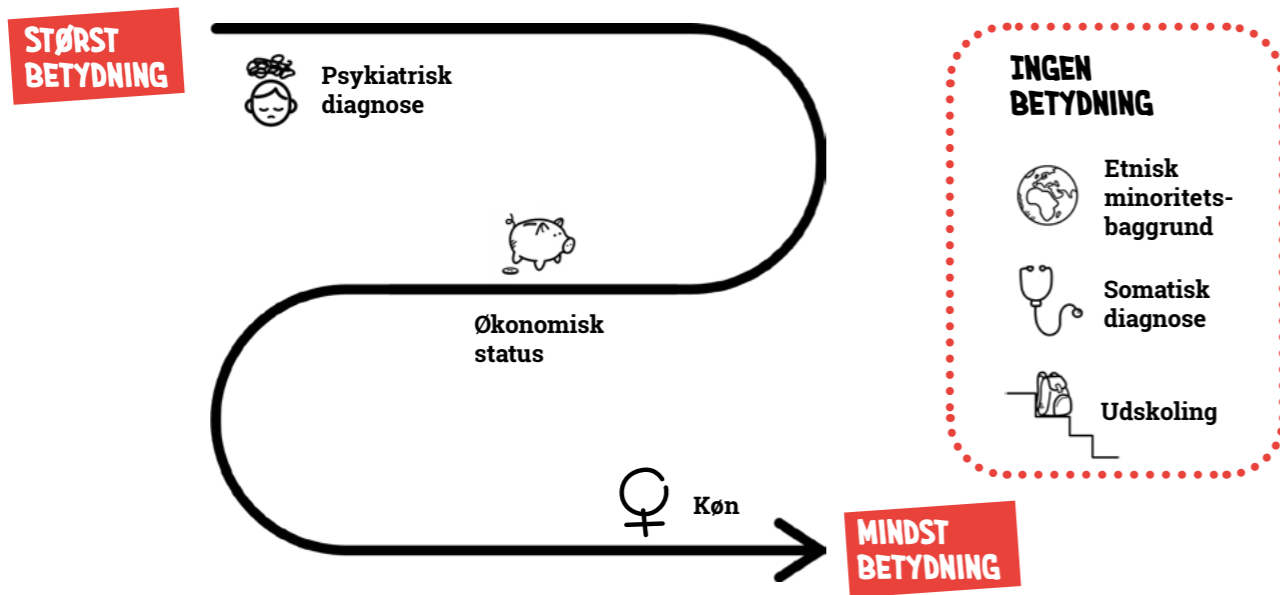 STØRST
BETYDNING
Psykiatrisk
diagnose
Økonomisk
status
Køn
MINDST
BETYDNING
INGEN
BETYDNING
Etnisk
minoritets-
baggrund
Somatisk
diagnose
Udskoling